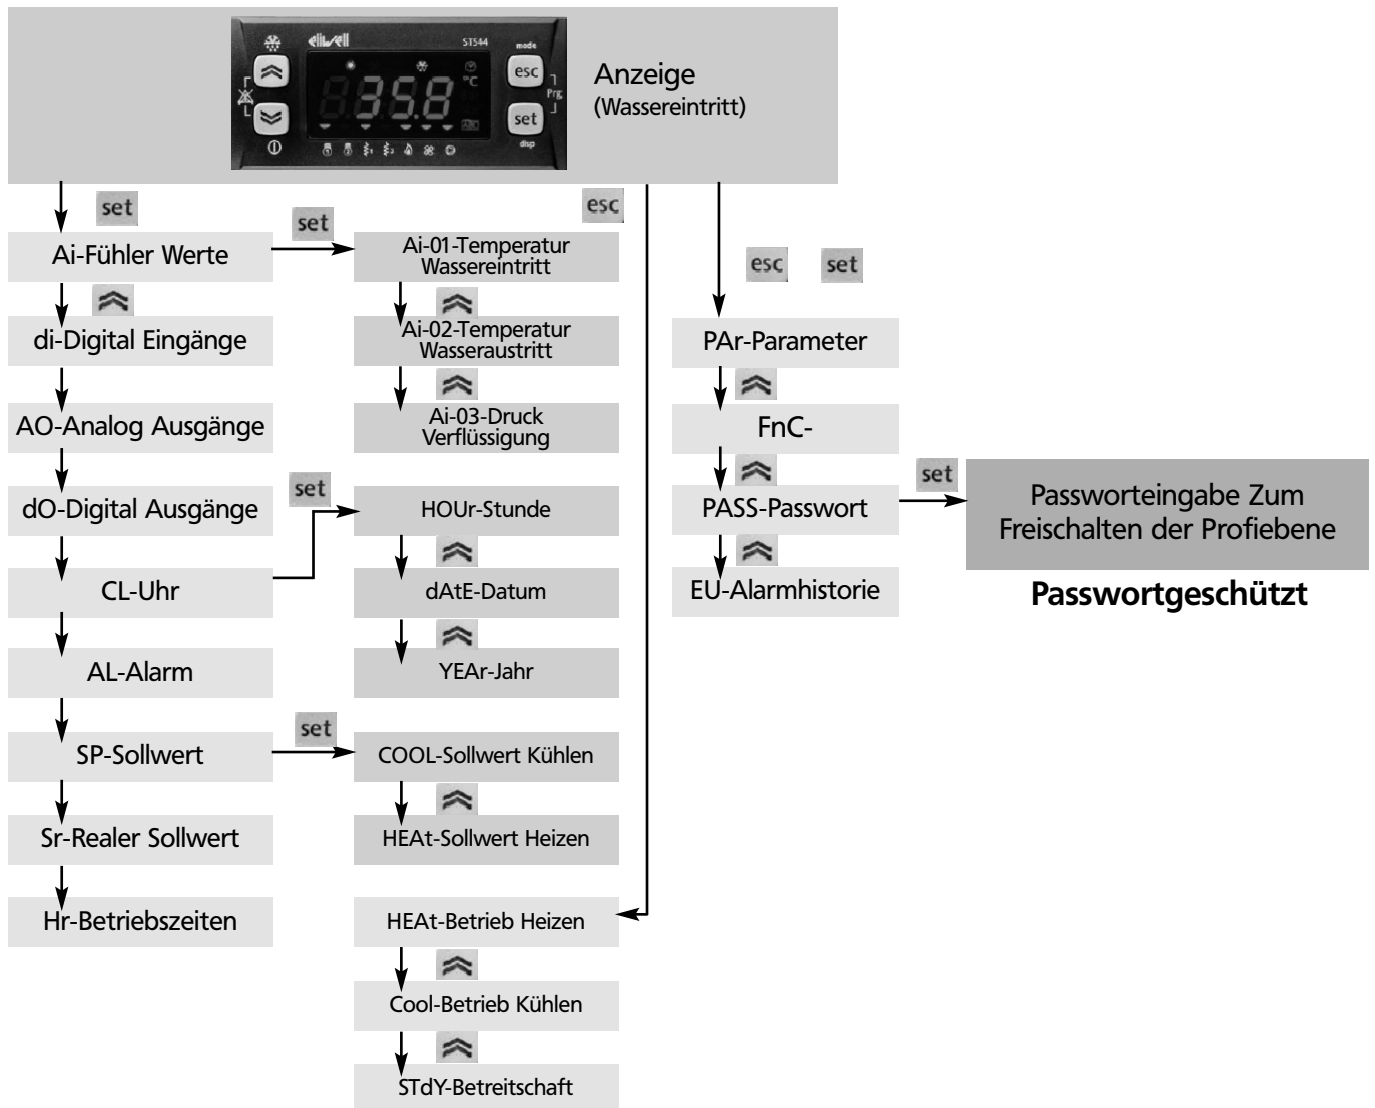 eliwell
ST544
mode
esc
°C
Prg
35.8
set
disp
Anzeige
(Wassereintritt)
set
set
esc
Ai-Fühler Werte
Ai-01-Temperatur
Wassereintritt
esc
set
di-Digital Eingänge
Ai-02-Temperatur
Wasseraustritt
PAr-Parameter
AO-Analog Ausgänge
Ai-03-Druck
Verflüssigung
FnC-
dO-Digital Ausgänge
set
HOUr-Stunde
PASS-Passwort
set
Passworteingabe Zum
Freischalten der Profiebene
CL-Uhr
dAtE-Datum
EU-Alarmhistorie
Passwortgeschützt
AL-Alarm
YEAr-Jahr
SP-Sollwert
set
COOL-Sollwert Kühlen
Sr-Realer Sollwert
HEAt-Sollwert Heizen
Hr-Betriebszeiten
HEAt-Betrieb Heizen
Cool-Betrieb Kühlen
STdY-Betreitschaft